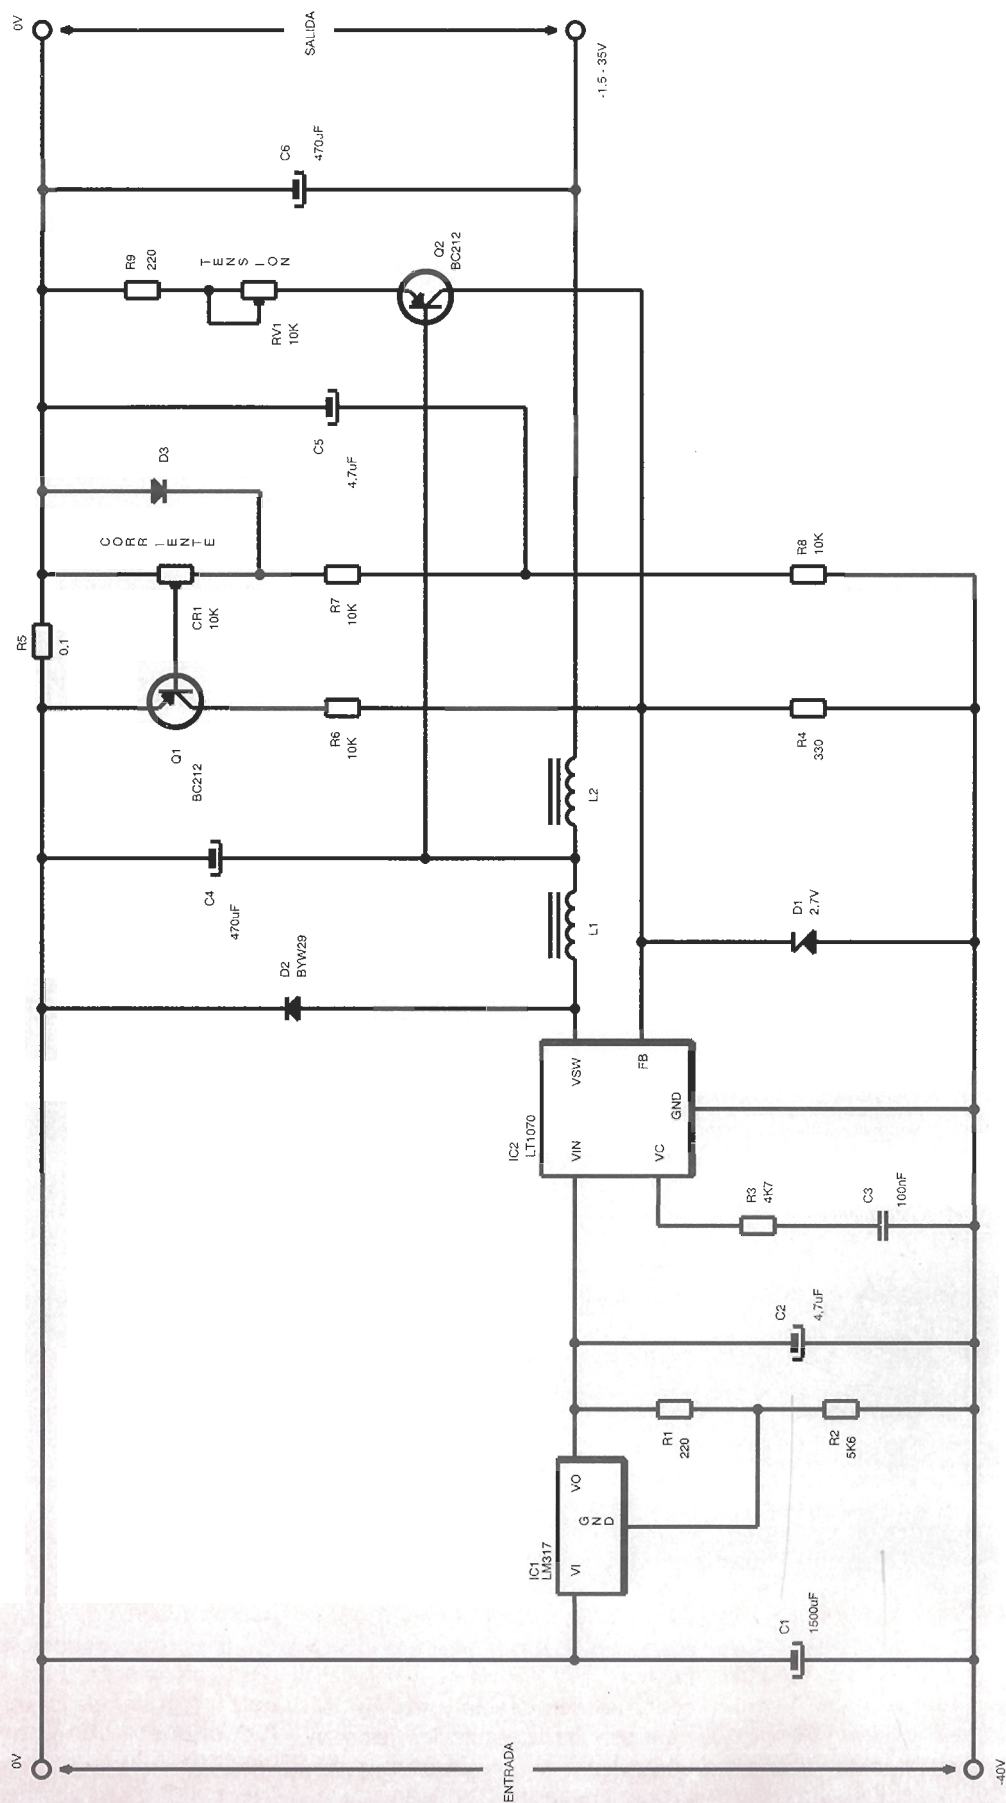 0V
SALIDA
-1.5 - 35V
C6
470uF
R9
220
TENSION
RV1
10K
Q2
BC212
C5
4.7uF
D3
CORRIENTE
CR1
10K
R7
10K
R8
10K
R5
0.1
Q1
BC212
R6
10K
R4
330
L2
C4
470uF
L1
D1
2.7V
D2
BYW29
IC2
LT1070
VSW
FB
VIN
GND
VC
R3
4K7
C3
100nF
C2
4.7uF
R1
220
R2
5K6
IC1
LM317
VO
GND
VI
C1
1500uF
0V
ENTRADA
-40V